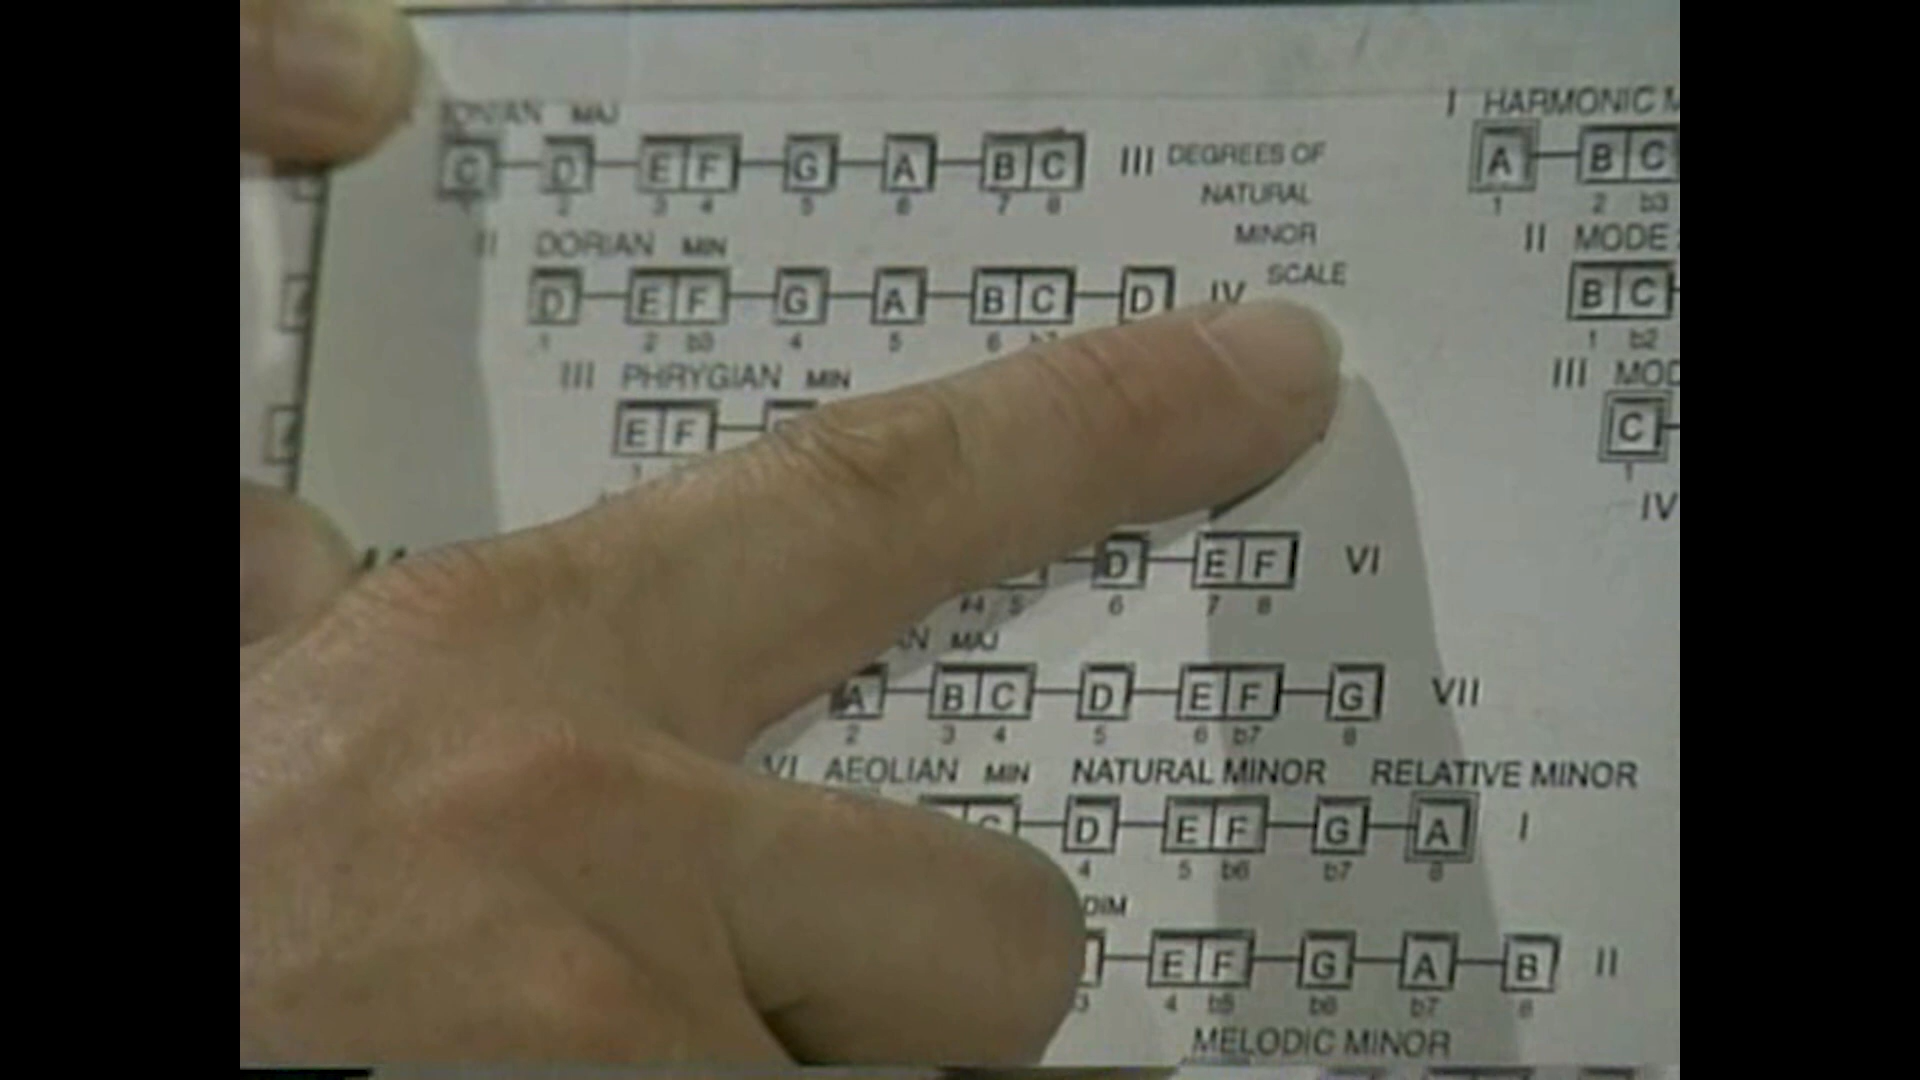 MAJ
C D E F G A B C III DEGREES OF
2 3 4 5 6 7 8 NATURAL
II DORIAN MIN MINOR
SCALE
D E F G A B C D IV
1 2 b3 4 5 6
III PHRYGIAN MIN
E F
D E F VI
#4 5 6 7 8
MAJ
A B C D E F G VII
2 3 4 5 6 b7 8
VI AEOLIAN MIN NATURAL MINOR RELATIVE MINOR
C D E F G A I
4 5 b6 b7 8
DIM
E F G A B II
3 4 b5 b6 b7 8
MELODIC MINOR
I HARMONIC
A B C
1 2 b3
II MODE
B C
1 b2
III
C
1
IV